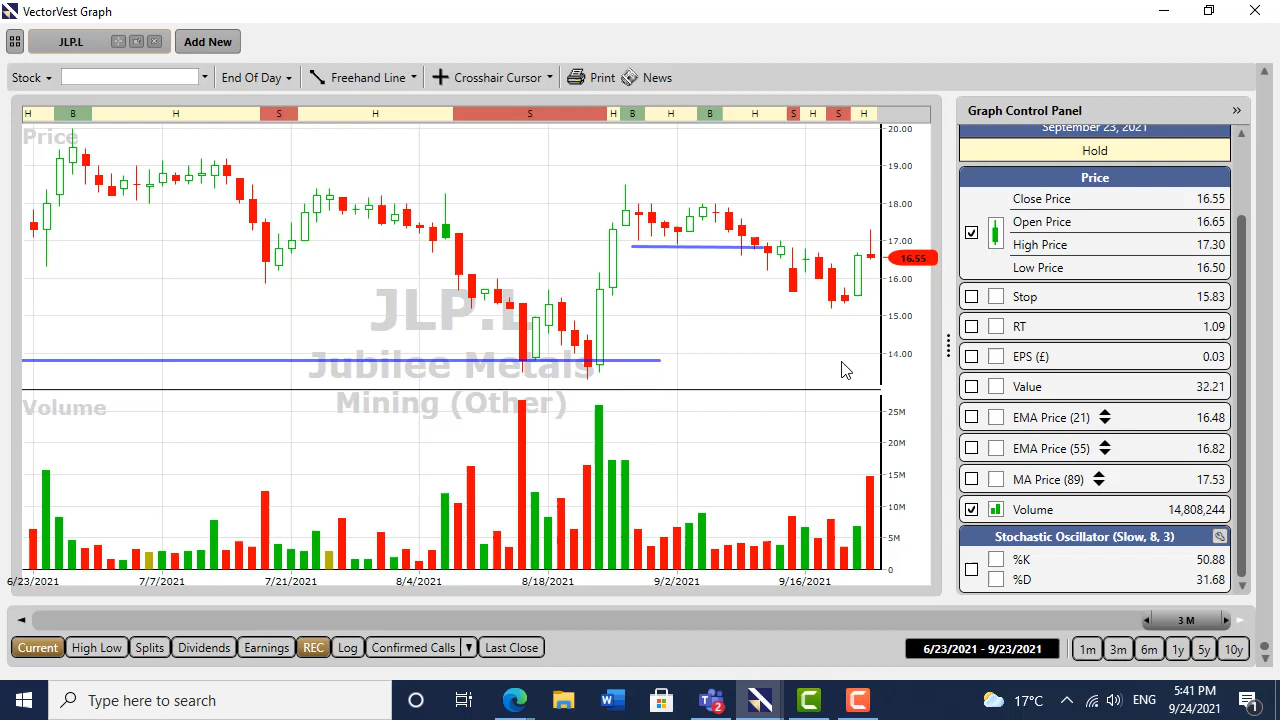 VectorVest Graph
JLP.L Add New
Stock End Of Day Freehand Line Crosshair Cursor Print News
H B H S H S H B H B H S H S H
Price
20.00
19.00
18.00
17.00
16.55
16.00
15.00
14.00
JLP.L
Jubilee Metals
Mining (Other)
Volume
25M
20M
15M
10M
5M
0
6/23/2021 7/7/2021 7/21/2021 8/4/2021 8/18/2021 9/2/2021 9/16/2021
Graph Control Panel »
September 23, 2021
Hold
Price
Close Price 16.55
Open Price 16.65
High Price 17.30
Low Price 16.50
Stop 15.83
RT 1.09
EPS (£) 0.03
Value 32.21
EMA Price (21) 16.48
EMA Price (55) 16.82
MA Price (89) 17.53
Volume 14,808,244
Stochastic Oscillator (Slow, 8, 3)
%K 50.88
%D 31.68
3 M
Current High Low Splits Dividends Earnings REC Log Confirmed Calls Last Close 6/23/2021 - 9/23/2021 1m 3m 6m 1y 5y 10y
Type here to search 2 17°C ENG 5:41 PM
9/24/2021 1